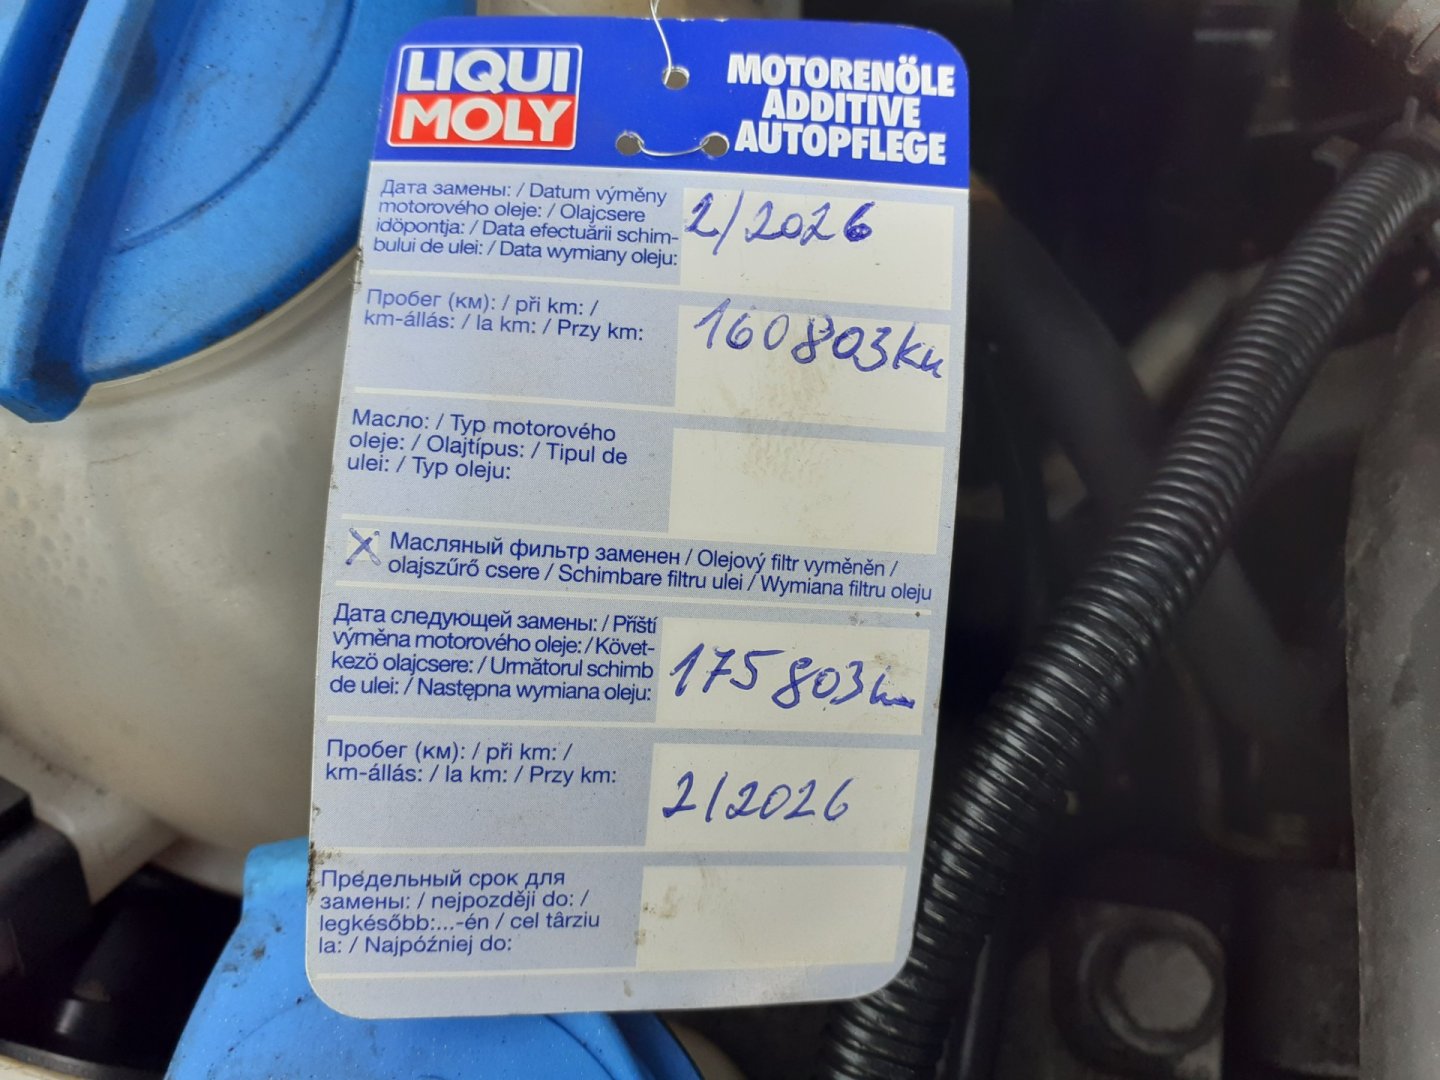 LIQUI
MOLY
MOTORENÖLE
ADDITIVE
AUTOPFLEGE
Дата замены: / Datum výměny
motorového oleje: / Olajcsere
idöpontja: / Data efectuării schim-
bului de ulei: / Data wymiany oleju:
2/2026
Пробег (км): / při km: /
km-állás: / la km: / Przy km:
160803km
Масло: / Typ motorového
oleje: / Olajtípus: / Tipul de
ulei: / Typ oleju:
X Масляный фильтр заменен / Olejový filtr vyměněn /
olajszűrő csere / Schimbare filtru ulei / Wymiana filtru oleju
Дата следующей замены: / Příští
výměna motorového oleje: / Követ-
kezö olajcsere: / Următorul schimb
de ulei: / Następna wymiana oleju:
175803km
Пробег (км): / při km: /
km-állás: / la km: / Przy km:
2/2026
Предельный срок для
замены: / nejpozději do: /
legkésőbb:...-én / cel târziu
la: / Najpóźniej do: